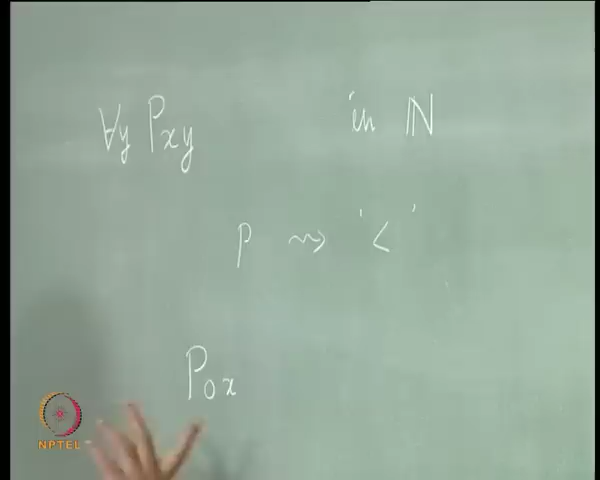 ∀y Pxy in ℕ
P ⇝ '<'
P0x
NPTEL